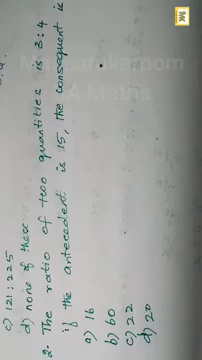 c) 121 : 225
d) none of these
2. The ratio of two quantities is 3 : 4
if the antecedent is 15, the consequent is
a) 16
b) 60
c) 22
d) 20